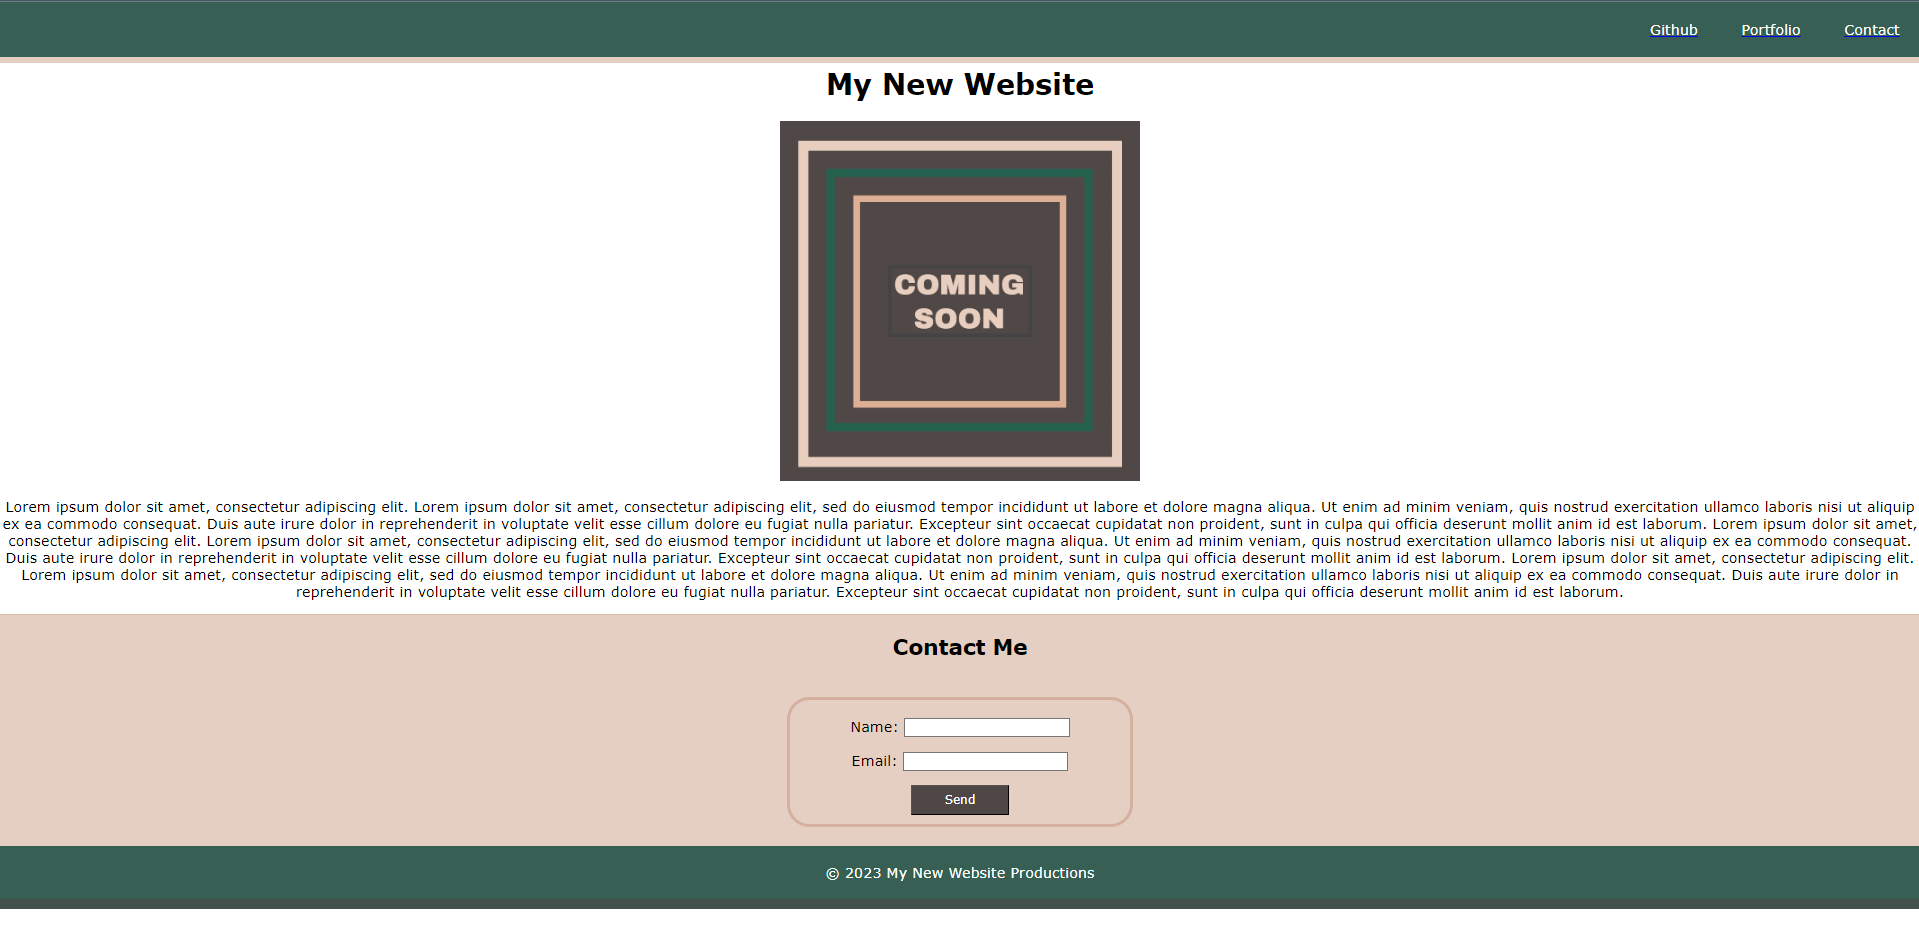 Github Portfolio Contact
My New Website
COMING
SOON
Lorem ipsum dolor sit amet, consectetur adipiscing elit. Lorem ipsum dolor sit amet, consectetur adipiscing elit, sed do eiusmod tempor incididunt ut labore et dolore magna aliqua. Ut enim ad minim veniam, quis nostrud exercitation ullamco laboris nisi ut aliquip
ex ea commodo consequat. Duis aute irure dolor in reprehenderit in voluptate velit esse cillum dolore eu fugiat nulla pariatur. Excepteur sint occaecat cupidatat non proident, sunt in culpa qui officia deserunt mollit anim id est laborum. Lorem ipsum dolor sit amet,
consectetur adipiscing elit. Lorem ipsum dolor sit amet, consectetur adipiscing elit, sed do eiusmod tempor incididunt ut labore et dolore magna aliqua. Ut enim ad minim veniam, quis nostrud exercitation ullamco laboris nisi ut aliquip ex ea commodo consequat.
Duis aute irure dolor in reprehenderit in voluptate velit esse cillum dolore eu fugiat nulla pariatur. Excepteur sint occaecat cupidatat non proident, sunt in culpa qui officia deserunt mollit anim id est laborum. Lorem ipsum dolor sit amet, consectetur adipiscing elit.
Lorem ipsum dolor sit amet, consectetur adipiscing elit, sed do eiusmod tempor incididunt ut labore et dolore magna aliqua. Ut enim ad minim veniam, quis nostrud exercitation ullamco laboris nisi ut aliquip ex ea commodo consequat. Duis aute irure dolor in
reprehenderit in voluptate velit esse cillum dolore eu fugiat nulla pariatur. Excepteur sint occaecat cupidatat non proident, sunt in culpa qui officia deserunt mollit anim id est laborum.
Contact Me
Name:
Email:
Send
© 2023 My New Website Productions